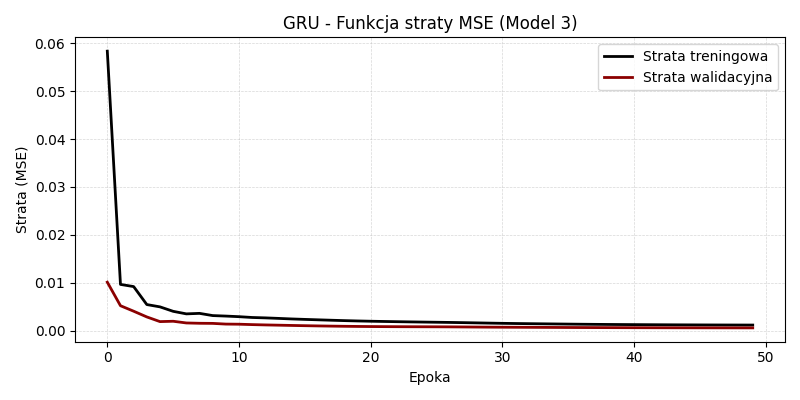 GRU - Funkcja straty MSE (Model 3)
Strata treningowa
Strata walidacyjna
Strata (MSE)
0.06
0.05
0.04
0.03
0.02
0.01
0.00
0 10 20 30 40 50
Epoka